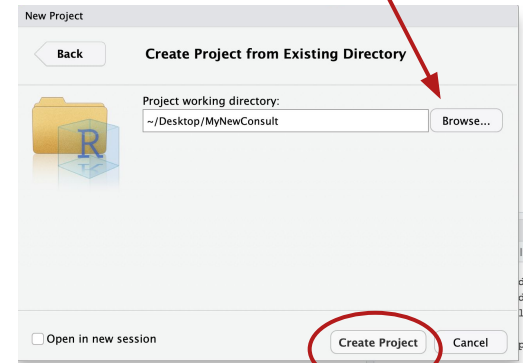 New Project
Back
Create Project from Existing Directory
Project working directory:
~/Desktop/MyNewConsult
Browse...
R
Open in new session
Create Project
Cancel